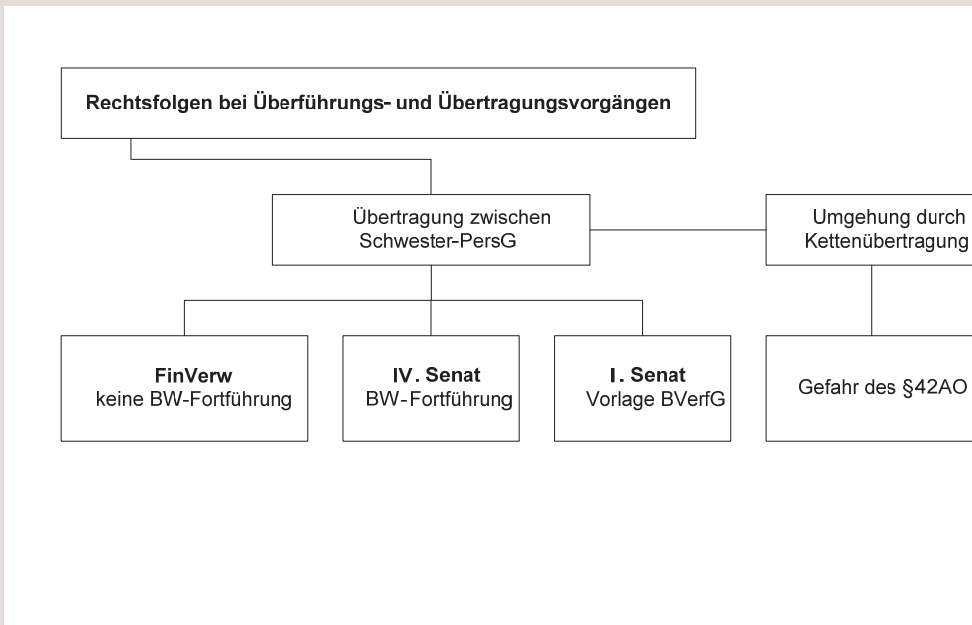 Rechtsfolgen bei Überführungs- und Übertragungsvorgängen
Übertragung zwischen
Schwester-PersG
Umgehung durch
Kettenübertragung
FinVerw
keine BW-Fortführung
IV. Senat
BW-Fortführung
I. Senat
Vorlage BVerfG
Gefahr des §42AO